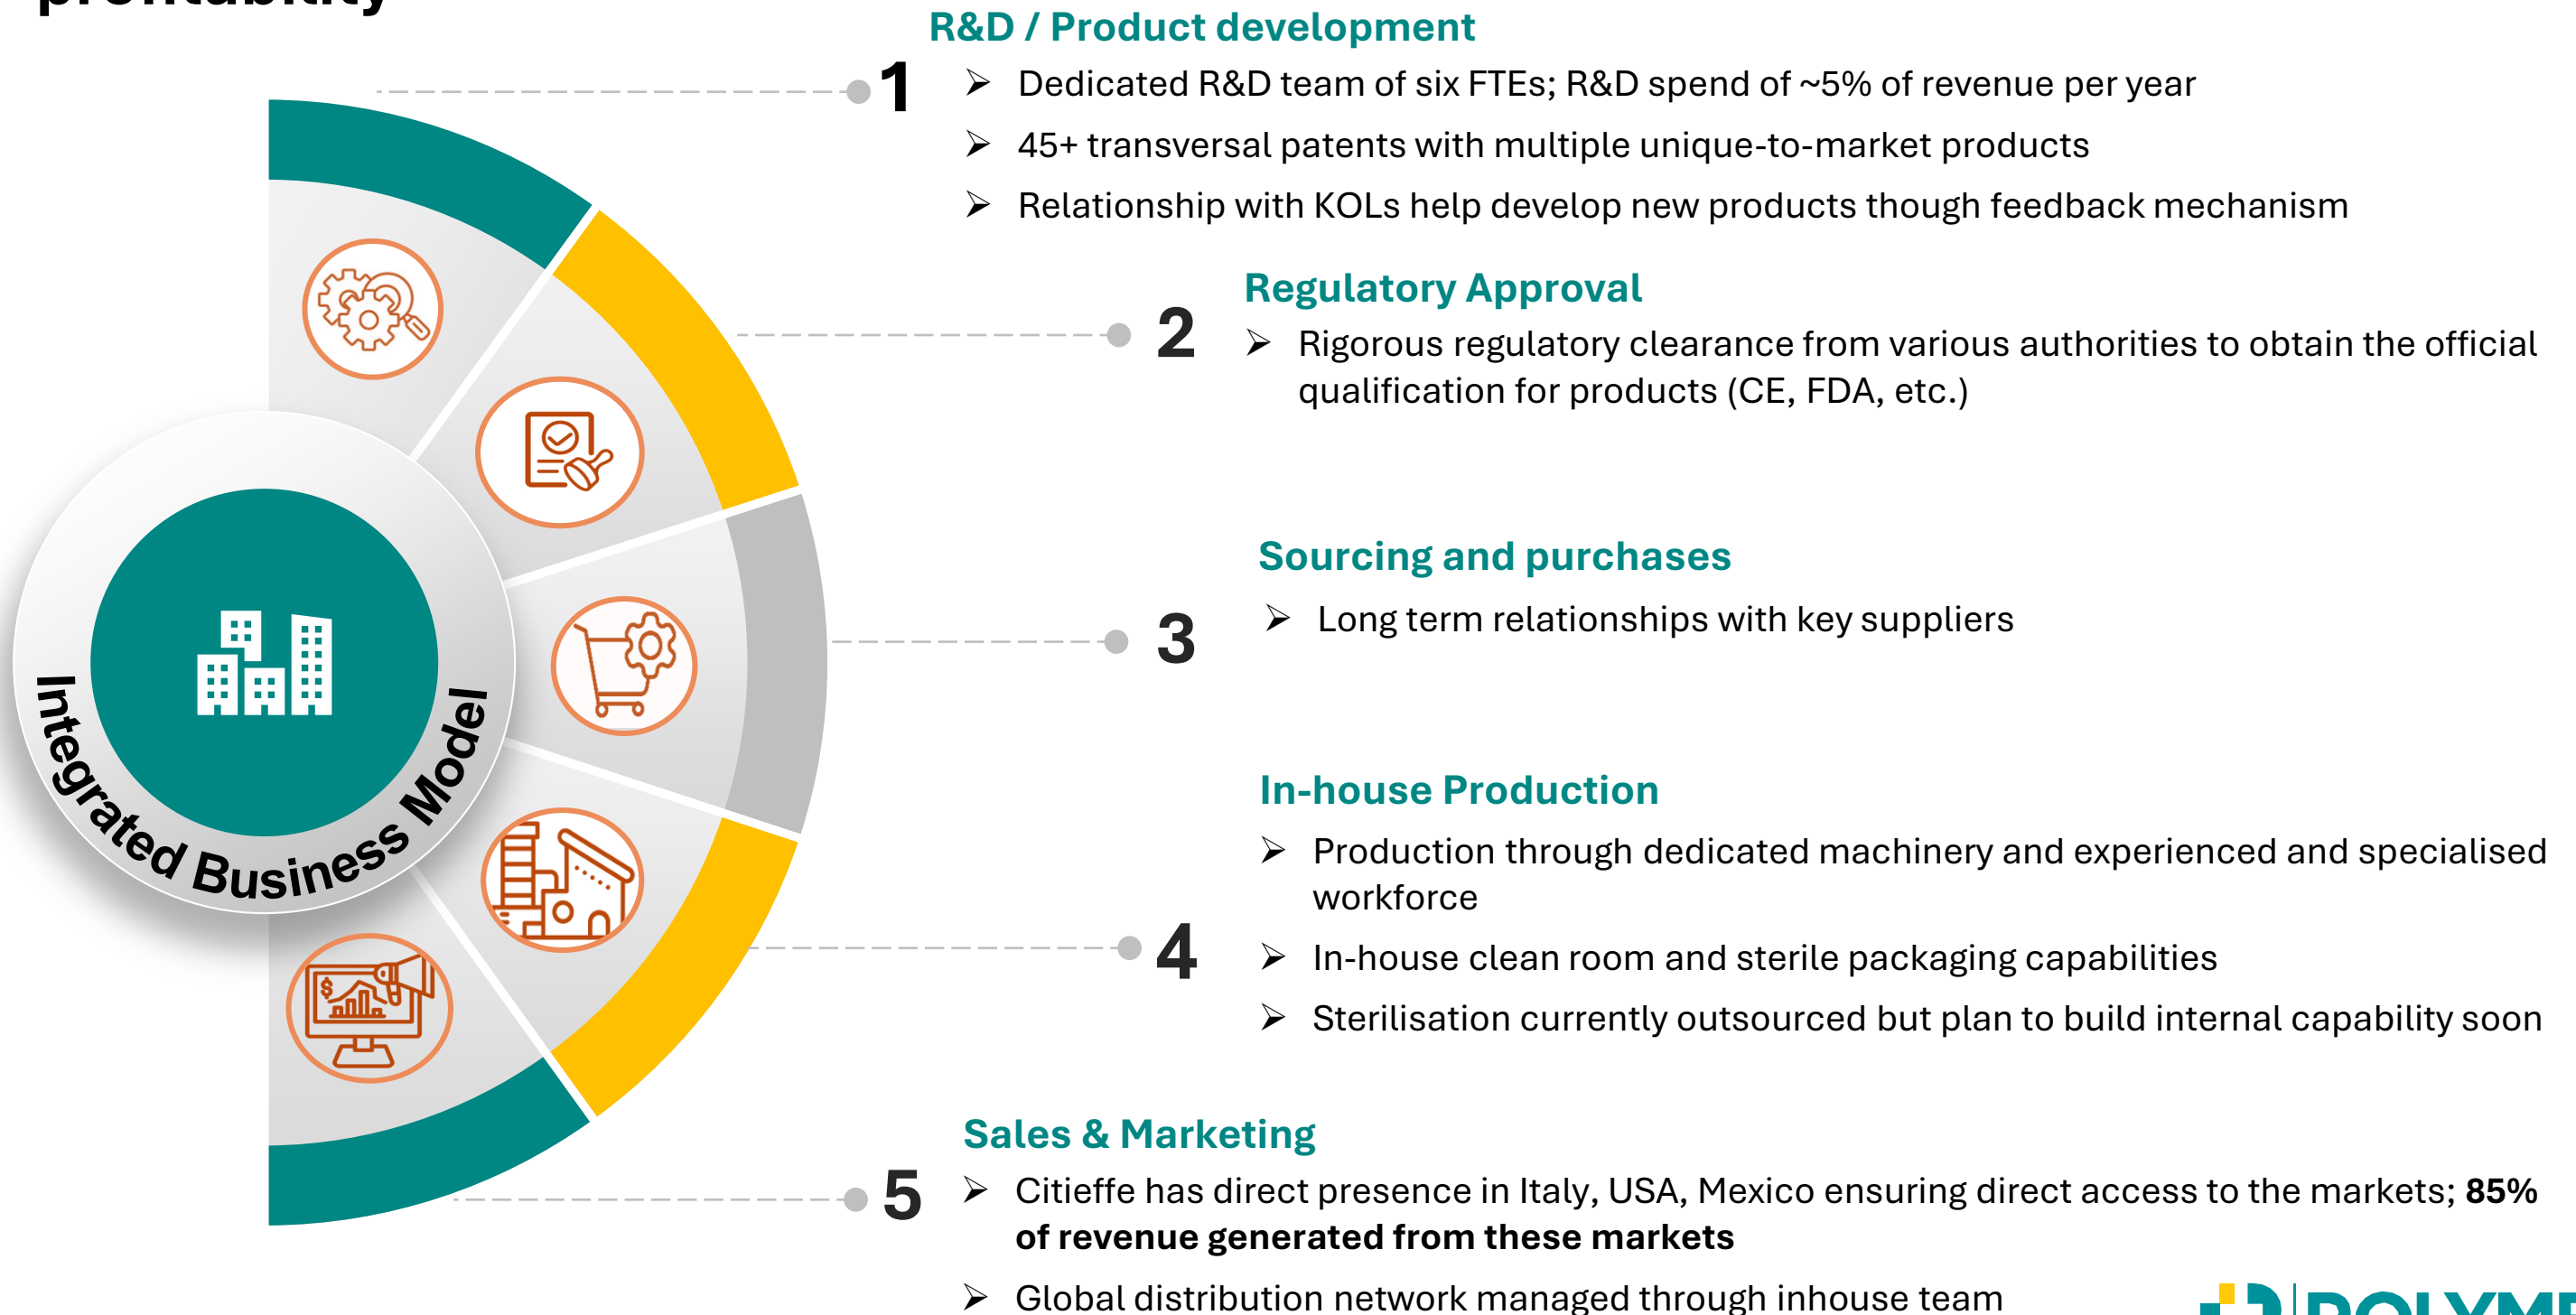 profitability
R&D / Product development
1
➢ Dedicated R&D team of six FTEs; R&D spend of ~5% of revenue per year
➢ 45+ transversal patents with multiple unique-to-market products
➢ Relationship with KOLs help develop new products though feedback mechanism
Regulatory Approval
2
➢ Rigorous regulatory clearance from various authorities to obtain the official
qualification for products (CE, FDA, etc.)
Sourcing and purchases
3
➢ Long term relationships with key suppliers
Integrated Business Model
In-house Production
4
➢ Production through dedicated machinery and experienced and specialised
workforce
➢ In-house clean room and sterile packaging capabilities
➢ Sterilisation currently outsourced but plan to build internal capability soon
Sales & Marketing
5
➢ Citieffe has direct presence in Italy, USA, Mexico ensuring direct access to the markets; 85%
of revenue generated from these markets
➢ Global distribution network managed through inhouse team